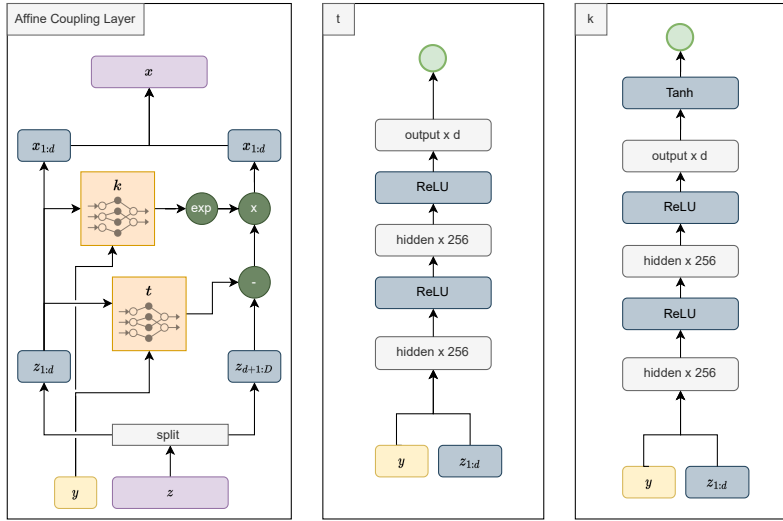 Affine Coupling Layer
x
x1:d
x1:d
k
exp
x
t
-
z1:d
zd+1:D
split
y
z
t
output x d
ReLU
hidden x 256
ReLU
hidden x 256
y
z1:d
k
Tanh
output x d
ReLU
hidden x 256
ReLU
hidden x 256
y
z1:d